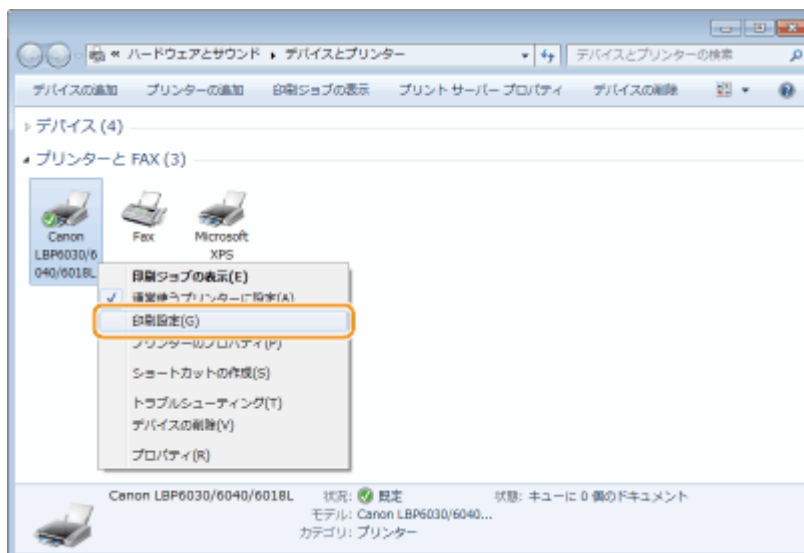 « ハードウェアとサウンド ▸ デバイスとプリンター デバイスとプリンターの検索
デバイスの追加 プリンターの追加 印刷ジョブの表示 プリント サーバー プロパティ デバイスの削除
デバイス (4)
プリンターと FAX (3)
Canon LBP6030/6040/6018L
Fax
Microsoft XPS
印刷ジョブの表示(E)
通常使うプリンターに設定(A)
印刷設定(G)
プリンターのプロパティ(P)
ショートカットの作成(S)
トラブルシューティング(T)
デバイスの削除(V)
プロパティ(R)
Canon LBP6030/6040/6018L 状況: 既定 状態: キューに 0 個のドキュメント
モデル: Canon LBP6030/6040...
カテゴリ: プリンター